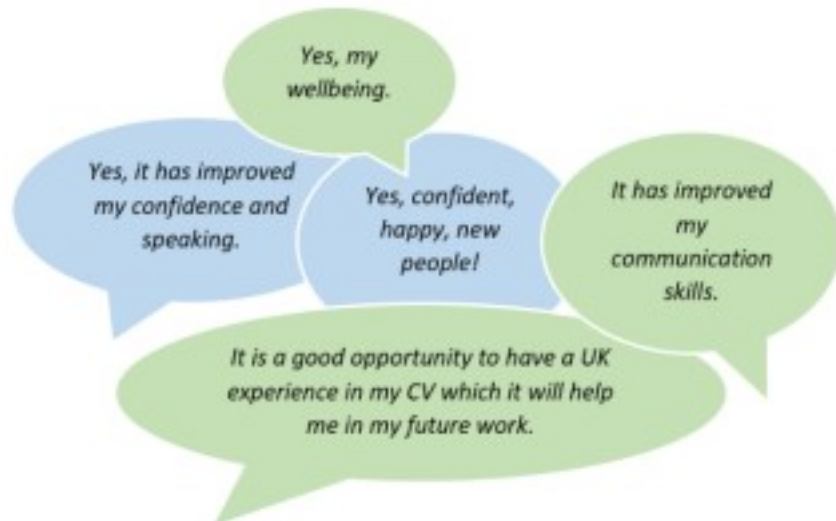 Yes, my
wellbeing.
Yes, it has improved
my confidence and
speaking.
Yes, confident,
happy, new
people!
It has improved
my
communication
skills.
It is a good opportunity to have a UK
experience in my CV which it will help
me in my future work.